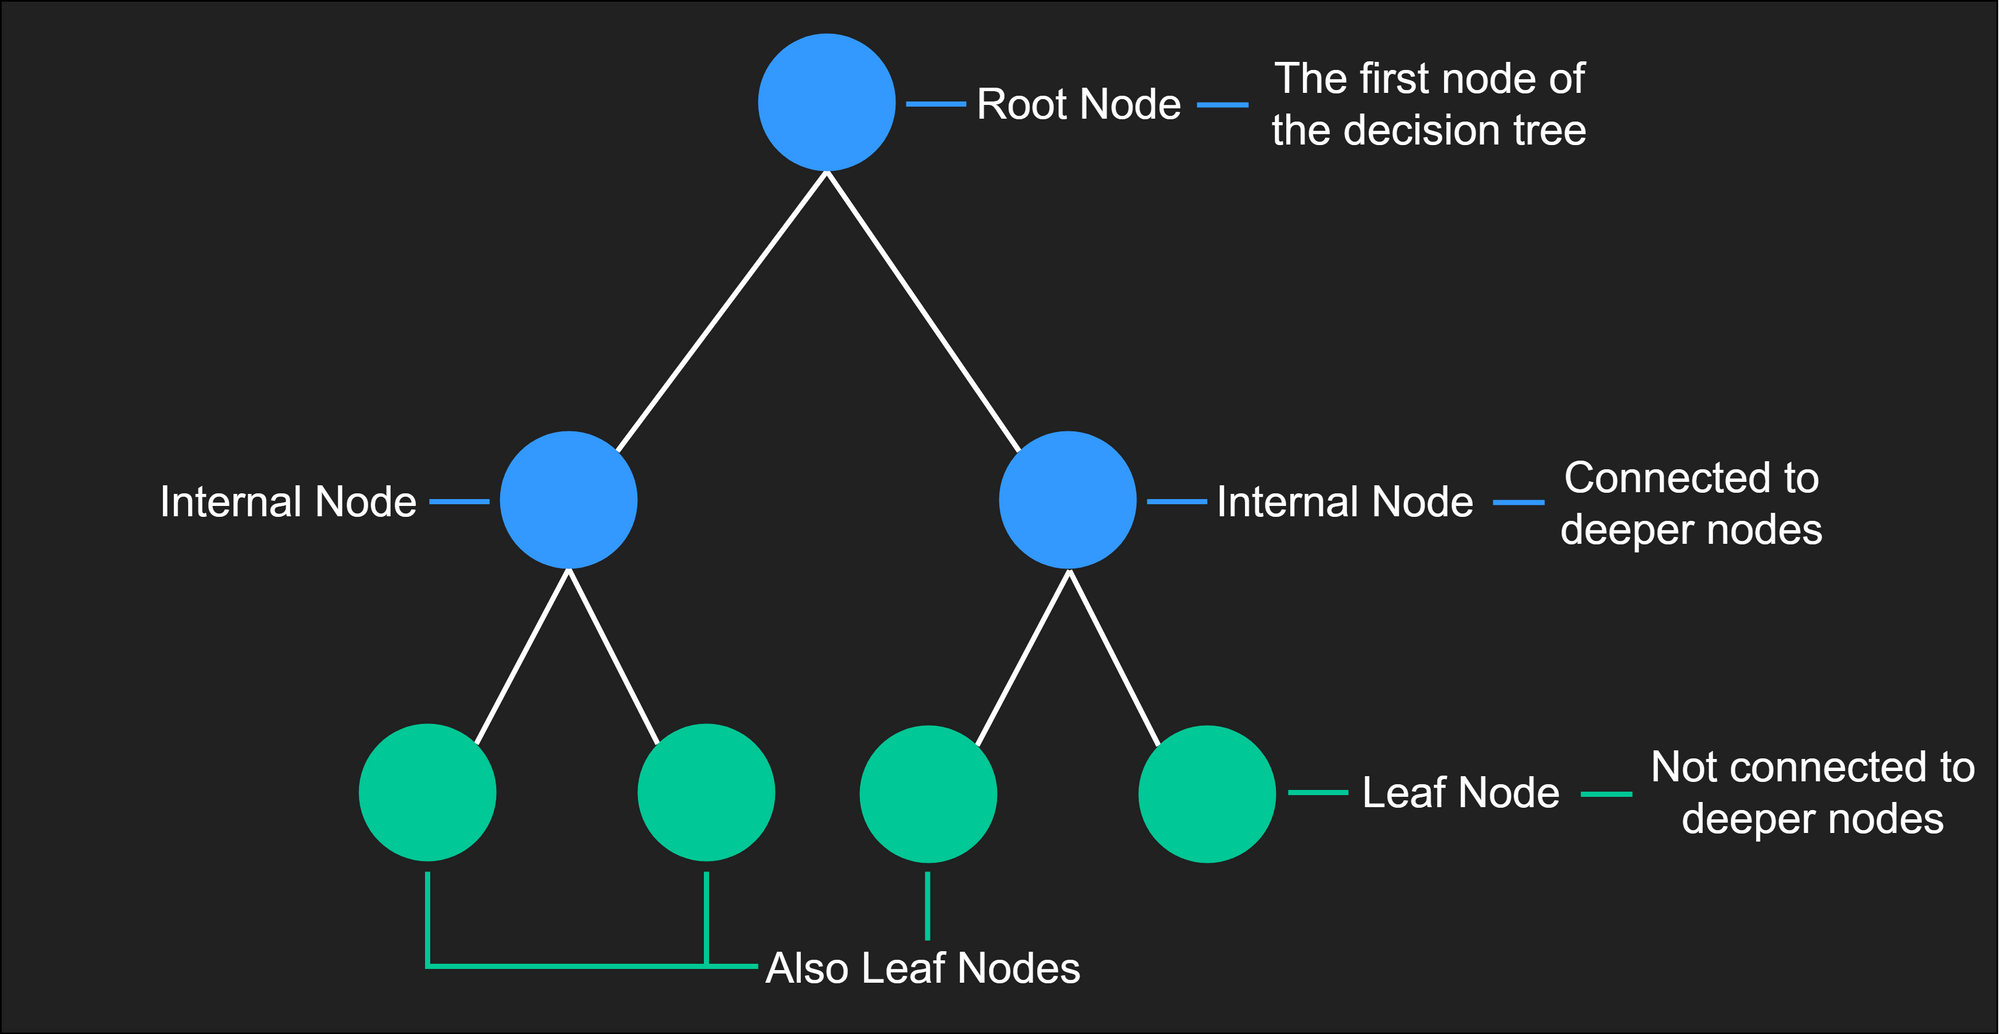 Root Node
The first node of
the decision tree
Internal Node
Internal Node
Connected to
deeper nodes
Leaf Node
Not connected to
deeper nodes
Also Leaf Nodes